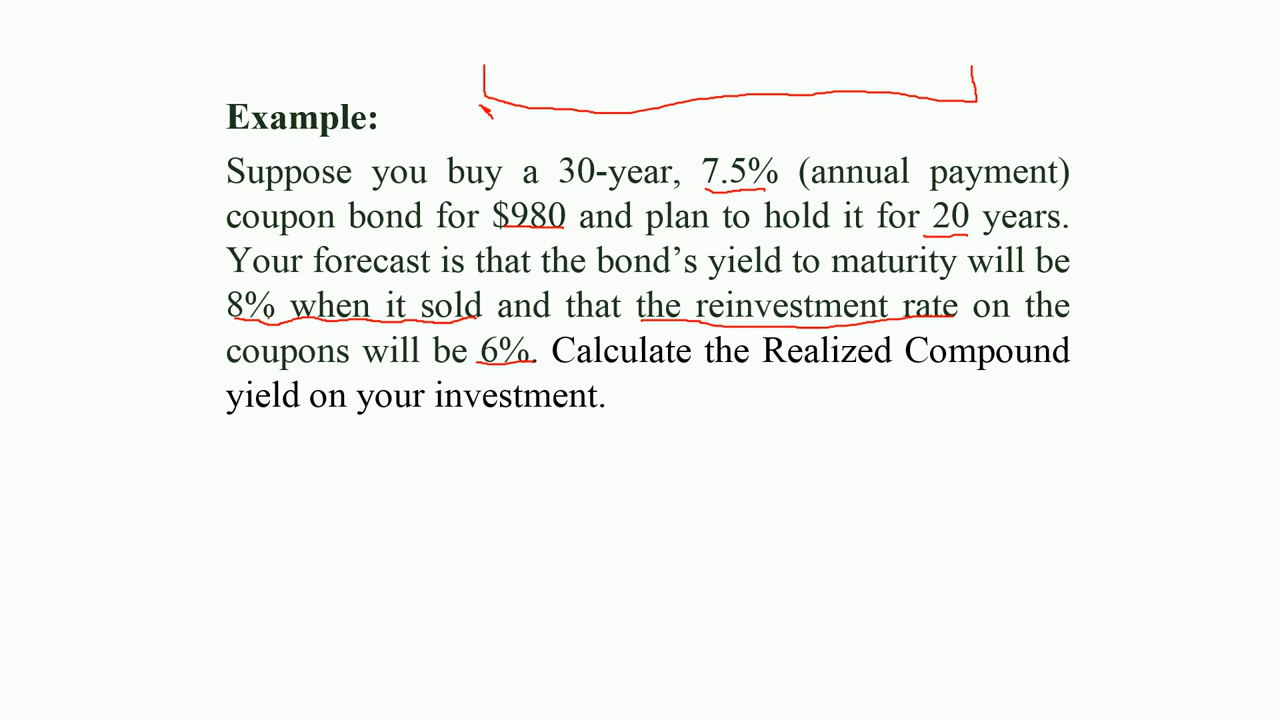 Example:
Suppose you buy a 30-year, 7.5% (annual payment)
coupon bond for $980 and plan to hold it for 20 years.
Your forecast is that the bond’s yield to maturity will be
8% when it sold and that the reinvestment rate on the
coupons will be 6%. Calculate the Realized Compound
yield on your investment.